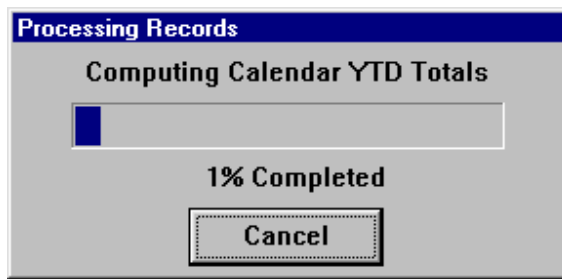 Processing Records
Computing Calendar YTD Totals
1% Completed
Cancel